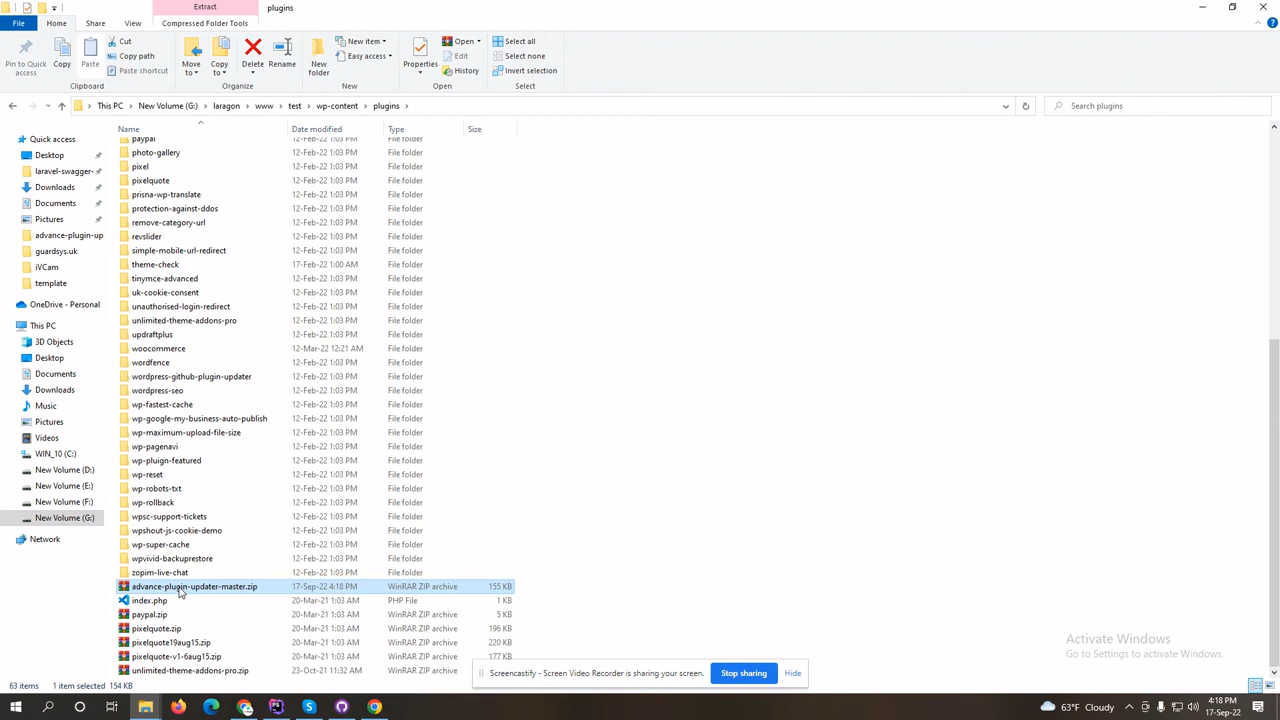 Extract
plugins
File
Home
Share
View
Compressed Folder Tools
Pin to Quick access
Copy
Paste
Cut
Copy path
Paste shortcut
Clipboard
Move to
Copy to
Delete
Rename
Organize
New folder
New item
Easy access
New
Properties
Open
Edit
History
Open
Select all
Select none
Invert selection
Select
This PC > New Volume (G:) > laragon > www > test > wp-content > plugins >
Search plugins
Name Date modified Type Size
Quick access
Desktop
laravel-swagger-
Downloads
Documents
Pictures
advance-plugin-up
guardsys.uk
iVCam
template
OneDrive - Personal
This PC
3D Objects
Desktop
Documents
Downloads
Music
Pictures
Videos
WIN_10 (C:)
New Volume (D:)
New Volume (E:)
New Volume (F:)
New Volume (G:)
Network
paypal 12-Feb-22 1:03 PM File folder
photo-gallery 12-Feb-22 1:03 PM File folder
pixel 12-Feb-22 1:03 PM File folder
pixelquote 12-Feb-22 1:03 PM File folder
prisna-wp-translate 12-Feb-22 1:03 PM File folder
protection-against-ddos 12-Feb-22 1:03 PM File folder
remove-category-url 12-Feb-22 1:03 PM File folder
revslider 12-Feb-22 1:03 PM File folder
simple-mobile-url-redirect 12-Feb-22 1:03 PM File folder
theme-check 17-Feb-22 1:00 AM File folder
tinymce-advanced 12-Feb-22 1:03 PM File folder
uk-cookie-consent 12-Feb-22 1:03 PM File folder
unauthorised-login-redirect 12-Feb-22 1:03 PM File folder
unlimited-theme-addons-pro 12-Feb-22 1:03 PM File folder
updraftplus 12-Feb-22 1:03 PM File folder
woocommerce 12-Mar-22 12:21 AM File folder
wordfence 12-Feb-22 1:03 PM File folder
wordpress-github-plugin-updater 12-Feb-22 1:03 PM File folder
wordpress-seo 12-Feb-22 1:03 PM File folder
wp-fastest-cache 12-Feb-22 1:03 PM File folder
wp-google-my-business-auto-publish 12-Feb-22 1:03 PM File folder
wp-maximum-upload-file-size 12-Feb-22 1:03 PM File folder
wp-pagenavi 12-Feb-22 1:03 PM File folder
wp-pluign-featured 12-Feb-22 1:03 PM File folder
wp-reset 12-Feb-22 1:03 PM File folder
wp-robots-txt 12-Feb-22 1:03 PM File folder
wp-rollback 12-Feb-22 1:03 PM File folder
wpsc-support-tickets 12-Feb-22 1:03 PM File folder
wpshout-js-cookie-demo 12-Feb-22 1:03 PM File folder
wp-super-cache 12-Feb-22 1:03 PM File folder
wpvivid-backuprestore 12-Feb-22 1:03 PM File folder
zopim-live-chat 12-Feb-22 1:03 PM File folder
advance-plugin-updater-master.zip 17-Sep-22 4:18 PM WinRAR ZIP archive 155 KB
index.php 20-Mar-21 1:03 AM PHP File 1 KB
paypal.zip 20-Mar-21 1:03 AM WinRAR ZIP archive 5 KB
pixelquote.zip 20-Mar-21 1:03 AM WinRAR ZIP archive 196 KB
pixelquote19aug15.zip 20-Mar-21 1:03 AM WinRAR ZIP archive 220 KB
pixelquote-v1-6aug15.zip 20-Mar-21 1:03 AM WinRAR ZIP archive 177 KB
unlimited-theme-addons-pro.zip 23-Oct-21 11:32 AM WinRAR ZIP archive
Activate Windows
Go to Settings to activate Windows.
Screencastify - Screen Video Recorder is sharing your screen.
Stop sharing
Hide
63 items 1 item selected 154 KB
63°F Cloudy
4:18 PM
17-Sep-22